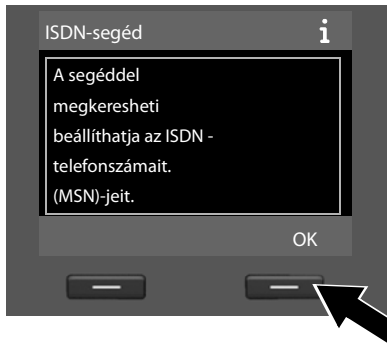 ISDN-segéd i
A segéddel
megkeresheti
beállíthatja az ISDN -
telefonszámait.
(MSN)-jeit.
OK